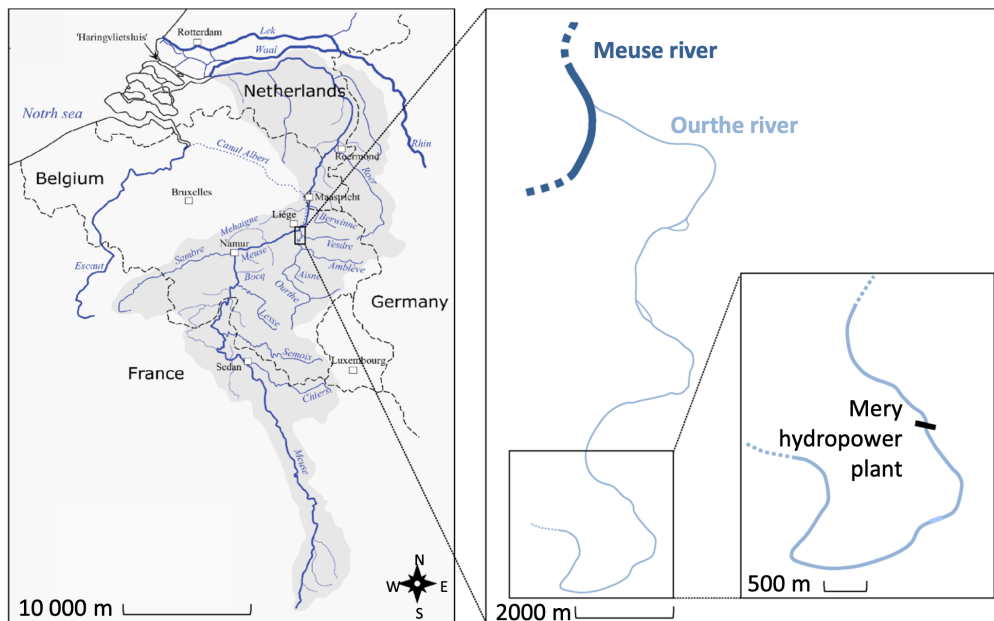 'Haringvlietsluis'
Rotterdam
Lek
Waal
Netherlands
Notrh sea
Rhin
Canal Albert
Roermond
Roer
Belgium
Bruxelles
Maastricht
Liège
Berwinne
Mehaigne
Vesdre
Namur
Meuse
Sambre
Amblève
Escaut
Aisne
Bocq
Ourthe
Lesse
Germany
Semois
Luxembourg
Sedan
France
Chiers
Meuse
N
W E
S
10 000 m
Meuse river
Ourthe river
2000 m
Mery
hydropower
plant
500 m